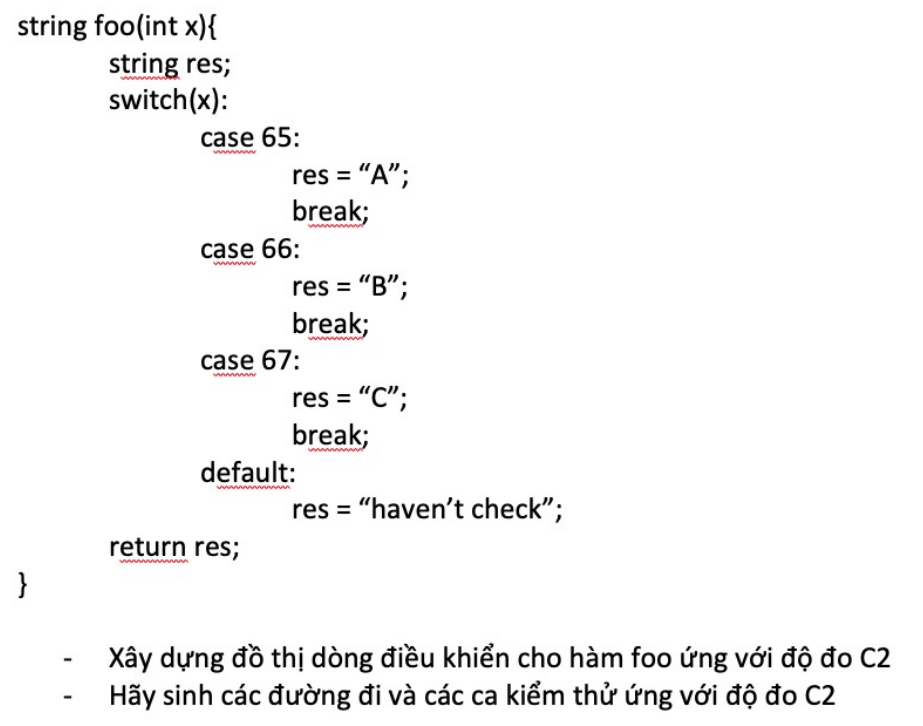 string foo(int x){
string res;
switch(x):
case 65:
res = “A”;
break;
case 66:
res = “B”;
break;
case 67:
res = “C”;
break;
default:
res = “haven’t check”;
return res;
}
- Xây dựng đồ thị dòng điều khiển cho hàm foo ứng với độ đo C2
- Hãy sinh các đường đi và các ca kiểm thử ứng với độ đo C2